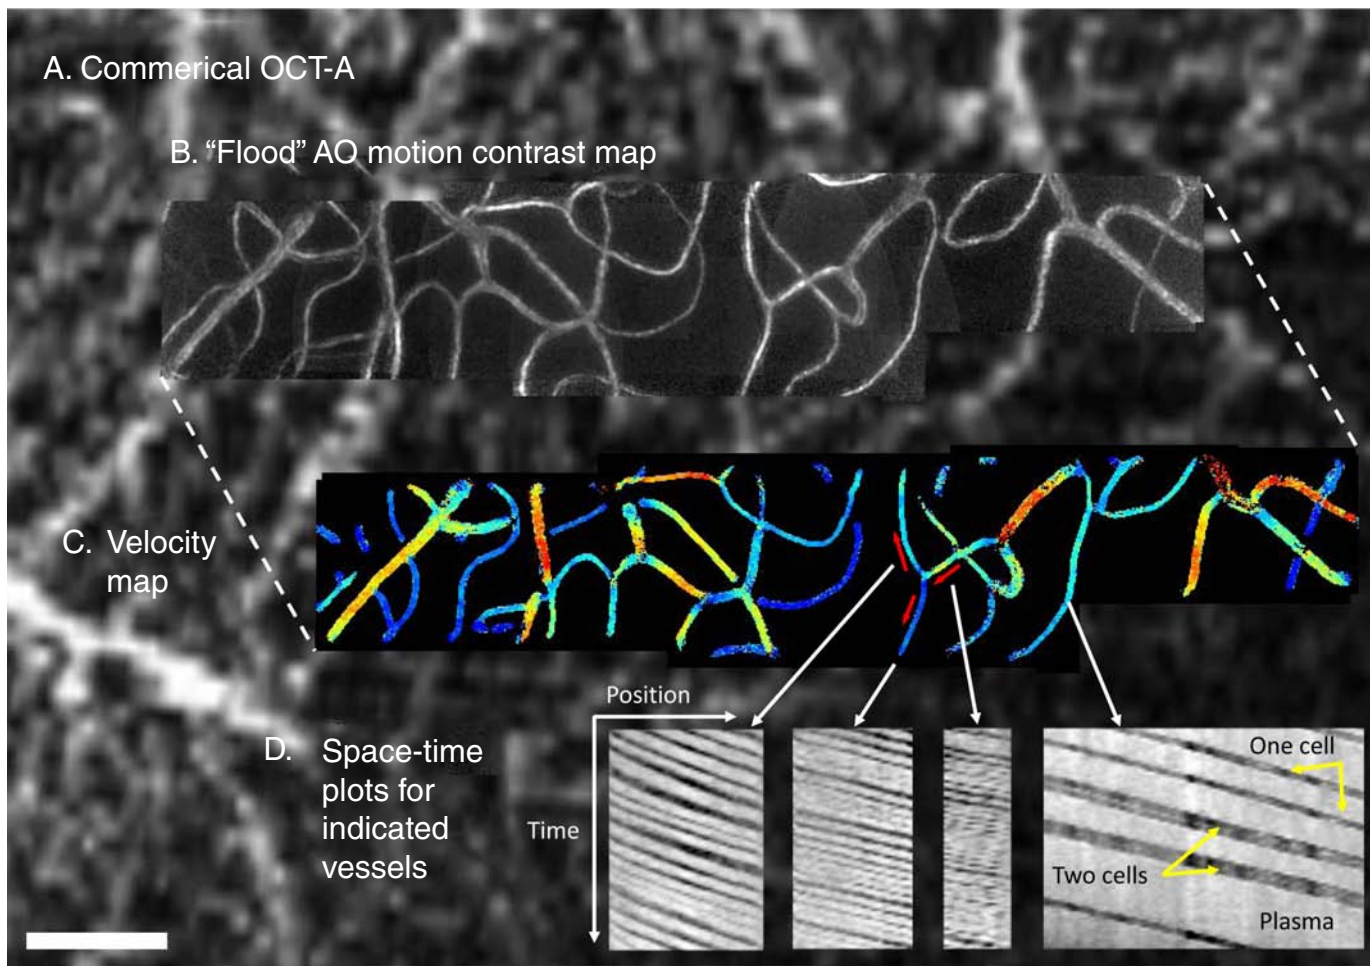 A. Commerical OCT-A
B. “Flood” AO motion contrast map
C. Velocity
map
Position
D. Space-time
plots for
indicated
vessels
Time
One cell
Two cells
Plasma